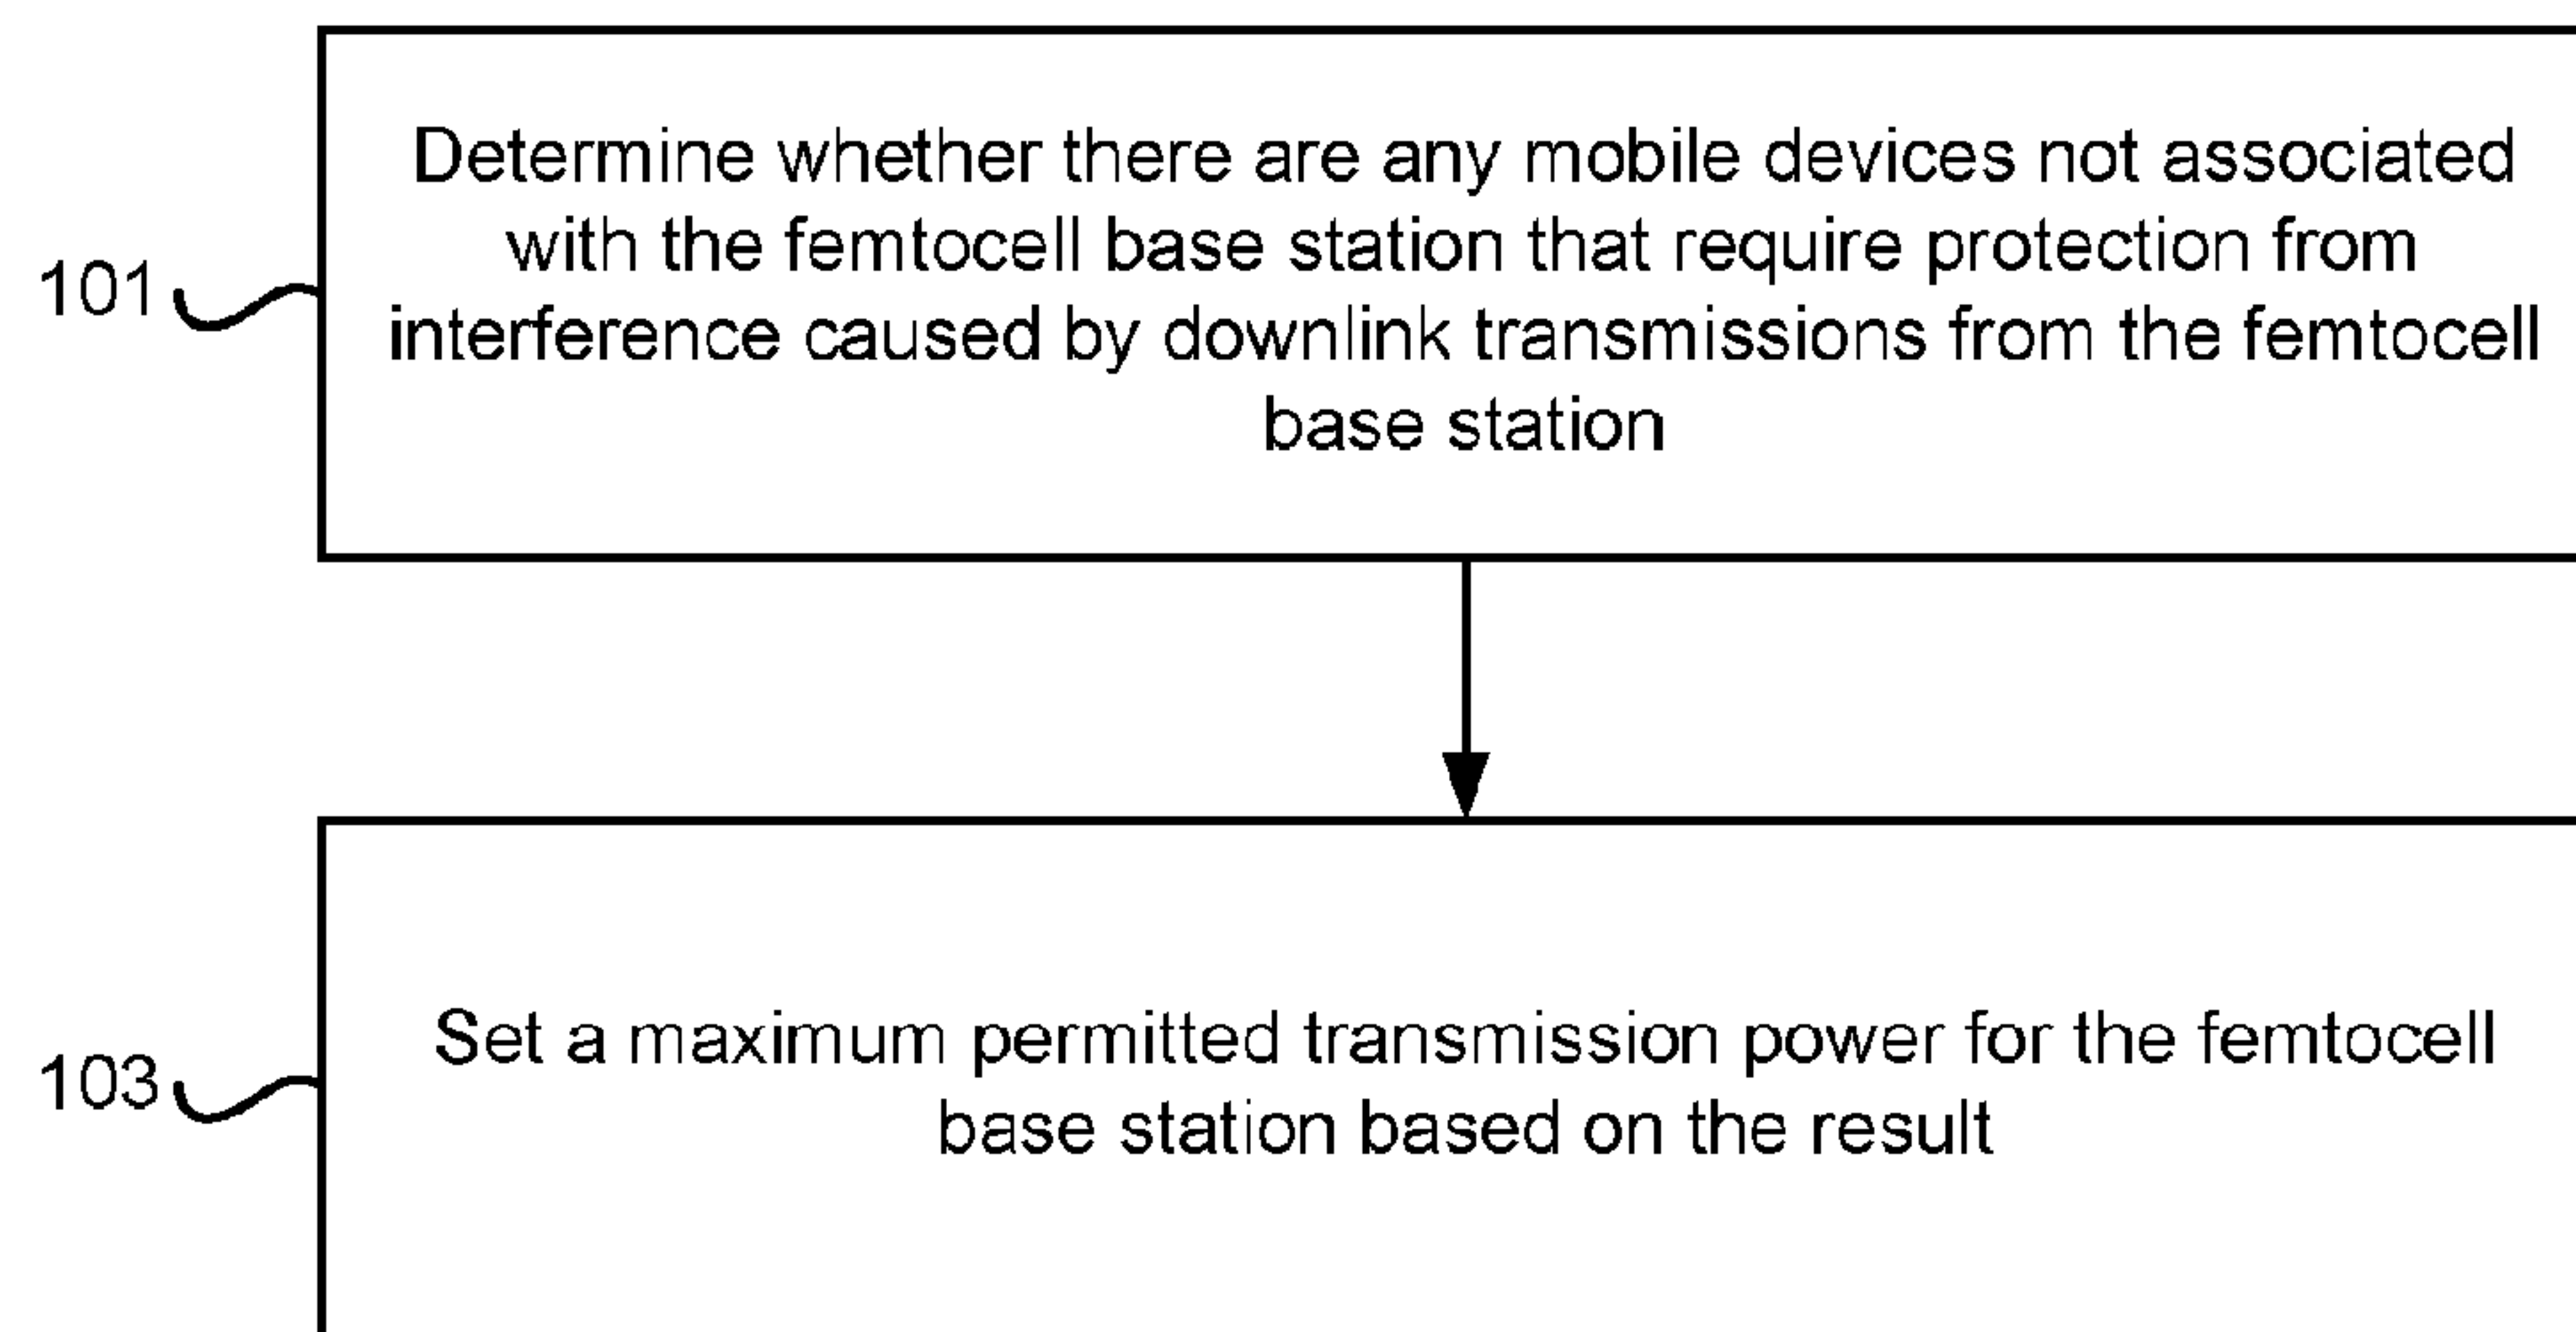 Determine whether there are any mobile devices not associated
with the femtocell base station that require protection from
101
interference caused by downlink transmissions from the femtocell
base station
Set a maximum permitted transmission power for the femtocell
103
base station based on the result